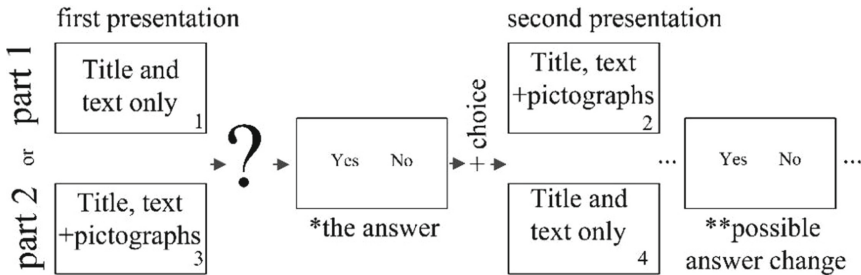 first presentation
second presentation
part 1
or
part 2
Title and
text only
1
Title, text
+pictographs
3
?
Yes No
*the answer
+ choice
Title, text
+pictographs
2
Title and
text only
4
...
Yes No
**possible
answer change
...